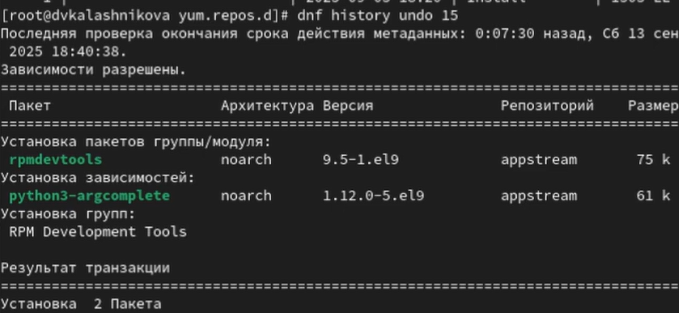 [root@dvkalashnikova yum.repos.d]# dnf history undo 15
Последняя проверка окончания срока действия метаданных: 0:07:30 назад, Сб 13 сен
2025 18:40:38.
Зависимости разрешены.
Пакет Архитектура Версия Репозиторий Размер
Установка пакетов группы/модуля:
rpmdevtools noarch 9.5-1.el9 appstream 75 k
Установка зависимостей:
python3-argcomplete noarch 1.12.0-5.el9 appstream 61 k
Установка групп:
RPM Development Tools
Результат транзакции
Установка 2 Пакета